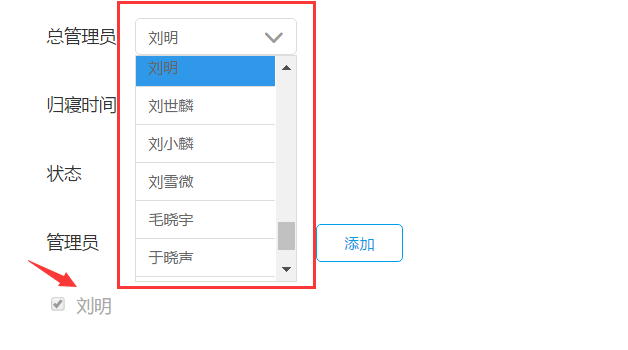 总管理员 刘明
刘明
归寝时间 刘世麟
刘小麟
状态 刘雪微
毛晓宇
管理员 于晓声 添加
刘明